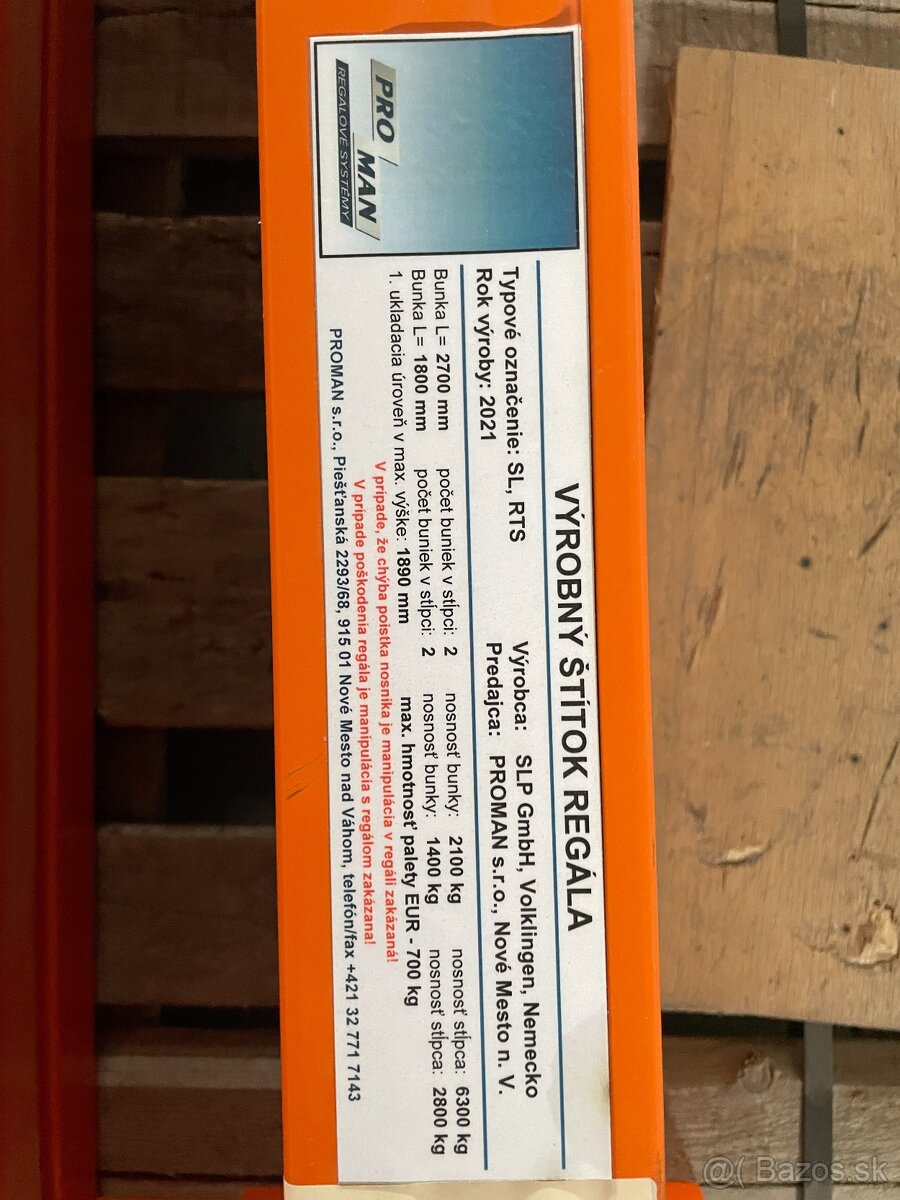 PRO MAN
REGÁLOVÉ SYSTÉMY
VÝROBNÝ ŠTÍTOK REGÁLA
Typové označenie: SL, RTS Výrobca: SLP GmbH, Volklingen, Nemecko
Rok výroby: 2021 Predajca: PROMAN s.r.o., Nové Mesto n. V.
Bunka L= 2700 mm počet buniek v stĺpci: 2 nosnosť bunky: 2100 kg nosnosť stĺpca: 6300 kg
Bunka L= 1800 mm počet buniek v stĺpci: 2 nosnosť bunky: 1400 kg nosnosť stĺpca: 2800 kg
1. ukladacia úroveň v max. výške: 1890 mm max. hmotnosť palety EUR - 700 kg
V prípade, že chýba poistka nosníka je manipulácia v regáli zakázaná!
V prípade poškodenia regála je manipulácia s regálom zakázana!
PROMAN s.r.o., Piešťanská 2293/68, 915 01 Nové Mesto nad Váhom, telefón/fax +421 32 771 7143
@( Bazos.sk